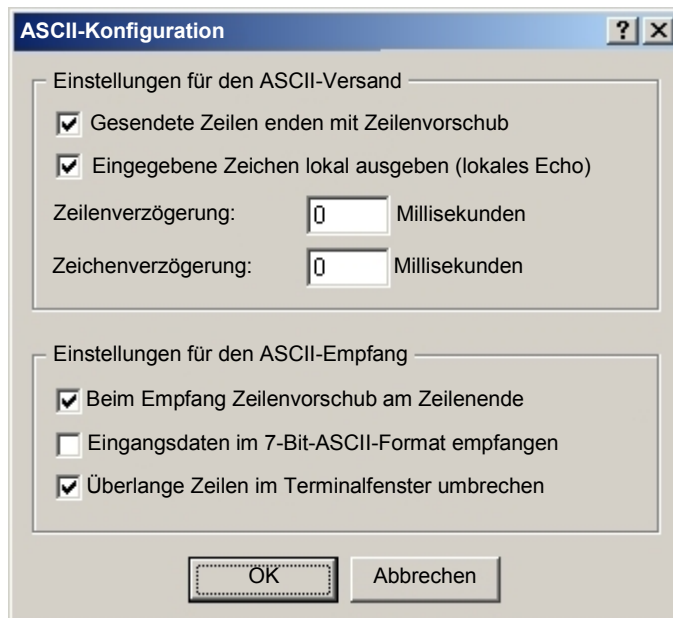 ASCII-Konfiguration
Einstellungen für den ASCII-Versand
Gesendete Zeilen enden mit Zeilenvorschub
Eingegebene Zeichen lokal ausgeben (lokales Echo)
Zeilenverzögerung: 0 Millisekunden
Zeichenverzögerung: 0 Millisekunden
Einstellungen für den ASCII-Empfang
Beim Empfang Zeilenvorschub am Zeilenende
Eingangsdaten im 7-Bit-ASCII-Format empfangen
Überlange Zeilen im Terminalfenster umbrechen
OK Abbrechen